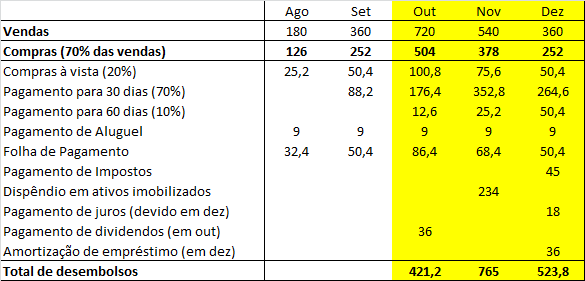 Ago Set Out Nov Dez
Vendas 180 360 720 540 360
Compras (70% das vendas) 126 252 504 378 252
Compras à vista (20%) 25,2 50,4 100,8 75,6 50,4
Pagamento para 30 dias (70%) 88,2 176,4 352,8 264,6
Pagamento para 60 dias (10%) 12,6 25,2 50,4
Pagamento de Aluguel 9 9 9 9 9
Folha de Pagamento 32,4 50,4 86,4 68,4 50,4
Pagamento de Impostos 45
Dispêndio em ativos imobilizados 234
Pagamento de juros (devido em dez) 18
Pagamento de dividendos (em out) 36
Amortização de empréstimo (em dez) 36
Total de desembolsos 421,2 765 523,8